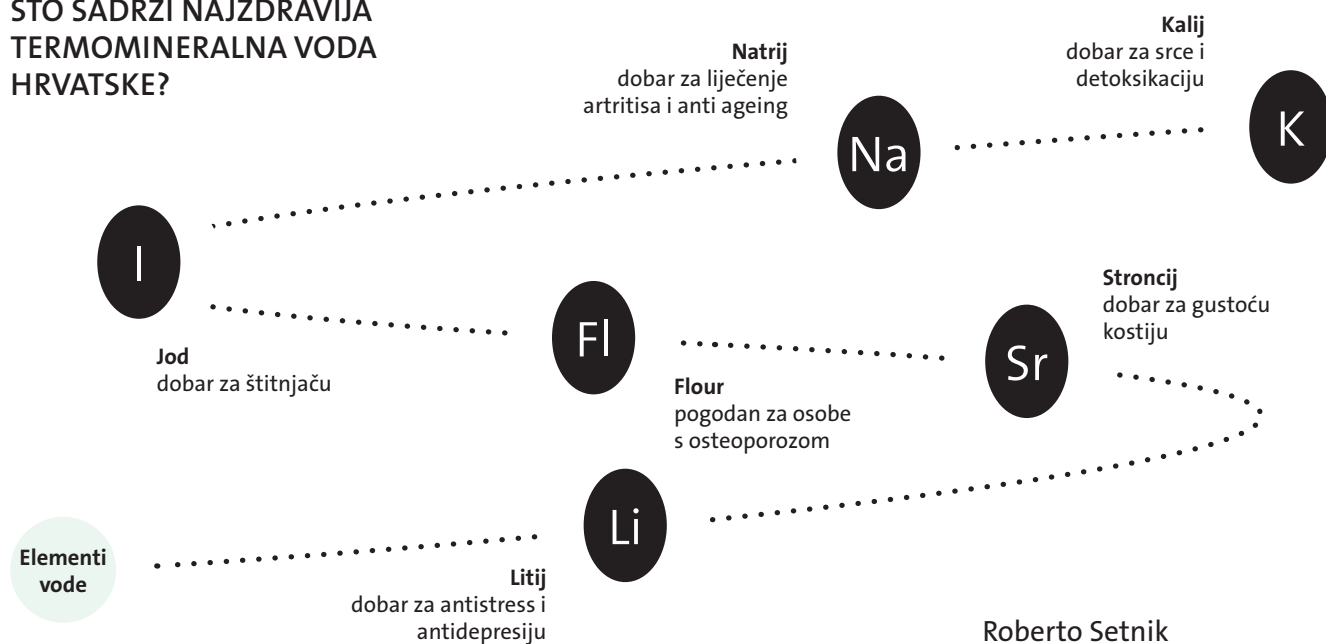 ŠTO SADRŽI NAJZDRAVIJA
TERMOMINERALNA VODA
HRVATSKE?
Natrij
dobar za liječenje
artritisa i anti ageing
Na
Kalij
dobar za srce i
detoksikaciju
K
I
Jod
dobar za štitnjaču
Fl
Flour
pogodan za osobe
s osteoporozom
Sr
Stroncij
dobar za gustoću
kostiju
Li
Litij
dobar za antistress i
antidepresiju
Elementi
vode
Roberto Setnik